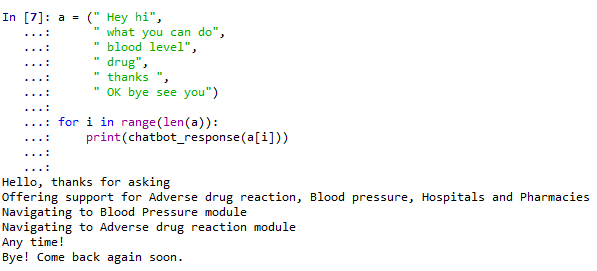 In [7]: a = (" Hey hi",
   ...:       " what you can do",
   ...:       " blood level",
   ...:       " drug",
   ...:       " thanks ",
   ...:       " OK bye see you")
   ...:
   ...: for i in range(len(a)):
   ...:     print(chatbot_response(a[i]))
   ...:
   ...:
Hello, thanks for asking
Offering support for Adverse drug reaction, Blood pressure, Hospitals and Pharmacies
Navigating to Blood Pressure module
Navigating to Adverse drug reaction module
Any time!
Bye! Come back again soon.